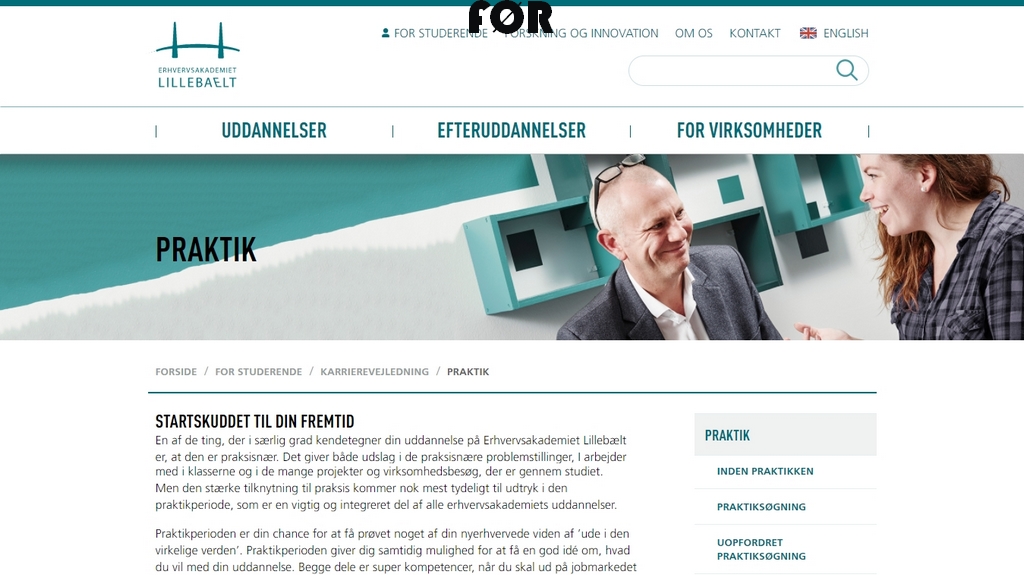 FØR
FOR STUDERENDE FORSKNING OG INNOVATION OM OS KONTAKT ENGLISH
ERHVERVSAKADEMIET
LILLEBÆLT
UDDANNELSER EFTERUDDANNELSER FOR VIRKSOMHEDER
PRAKTIK
FORSIDE / FOR STUDERENDE / KARRIEREVEJLEDNING / PRAKTIK
STARTSKUDDET TIL DIN FREMTID
En af de ting, der i særlig grad kendetegner din uddannelse på Erhvervsakademiet Lillebælt
er, at den er praksisnær. Det giver både udslag i de praksisnære problemstillinger, I arbejder
med i klasserne og i de mange projekter og virksomhedsbesøg, der er gennem studiet.
Men den stærke tilknytning til praksis kommer nok mest tydeligt til udtryk i den
praktikperiode, som er en vigtig og integreret del af alle erhvervsakademiets uddannelser.
Praktikperioden er din chance for at få prøvet noget af din nyerhvervede viden af ‘ude i den
virkelige verden’. Praktikperioden giver dig samtidig mulighed for at få en god idé om, hvad
du vil med din uddannelse. Begge dele er super kompetencer, når du skal ud på jobmarkedet
PRAKTIK
INDEN PRAKTIKKEN
PRAKTIKSØGNING
UOPFORDRET
PRAKTIKSØGNING